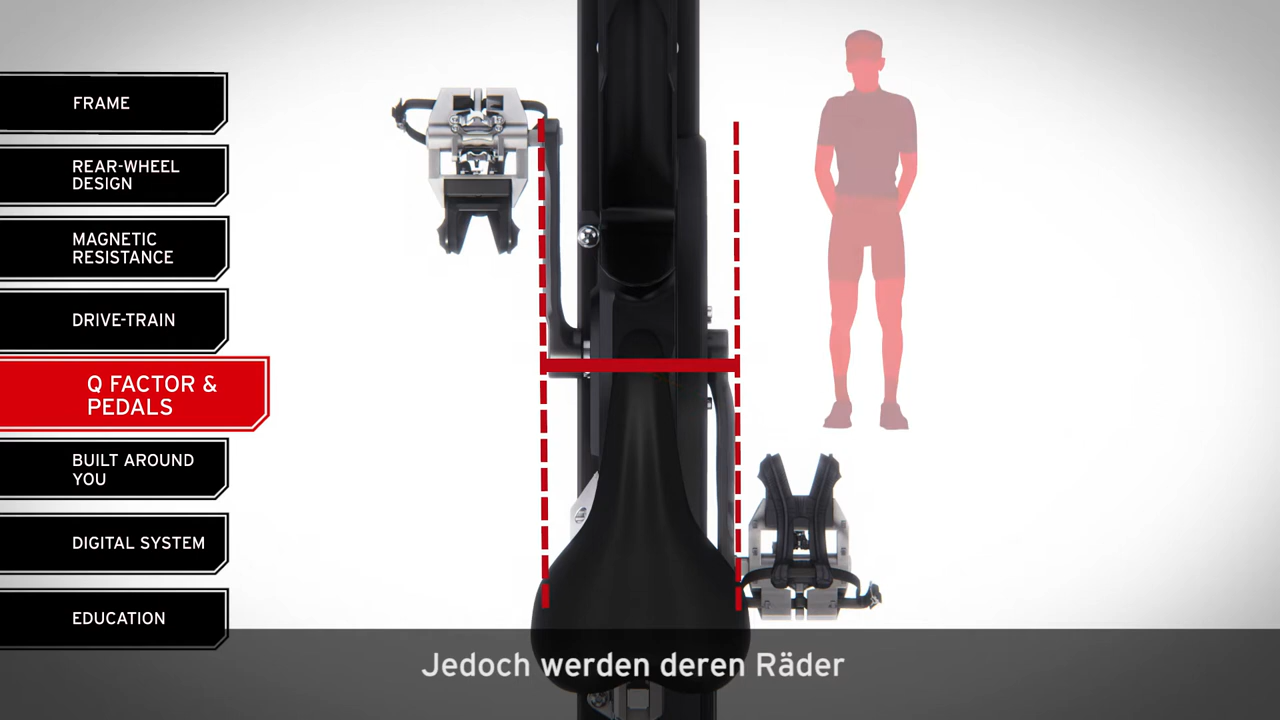 FRAME
REAR-WHEEL
DESIGN
MAGNETIC
RESISTANCE
DRIVE-TRAIN
Q FACTOR &
PEDALS
BUILT AROUND
YOU
DIGITAL SYSTEM
EDUCATION
Jedoch werden deren Räder